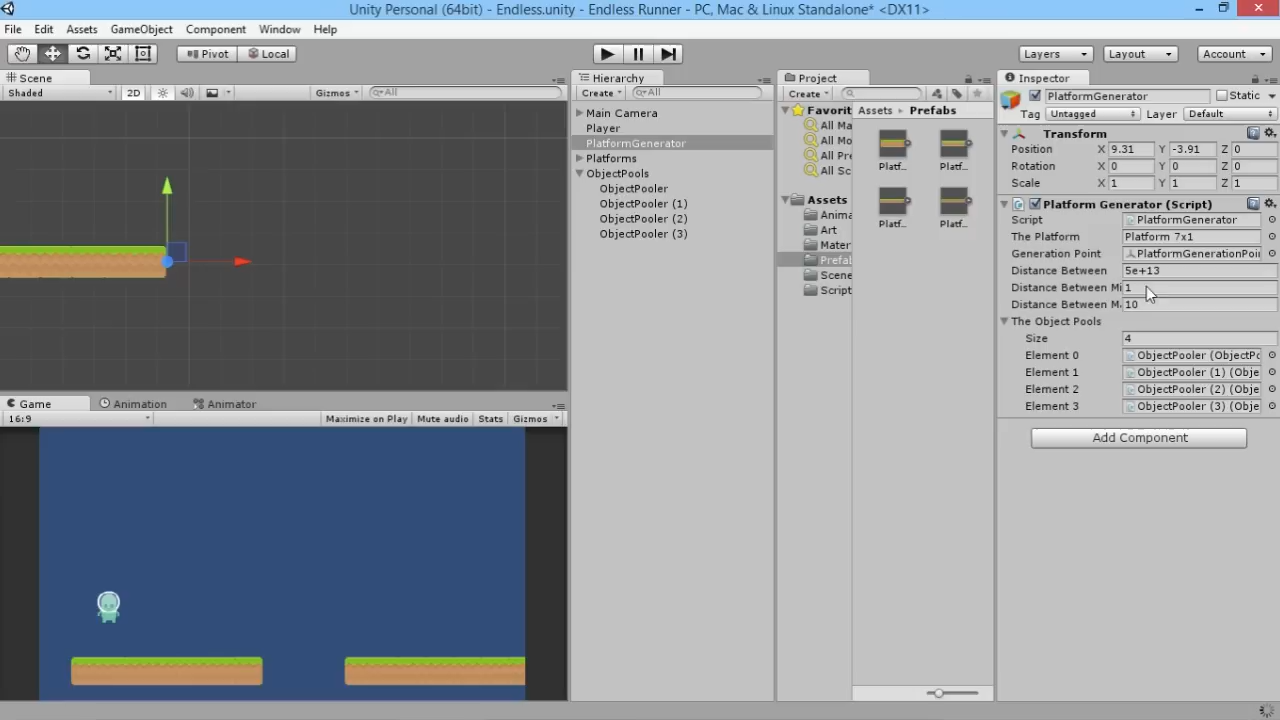 Unity Personal (64bit) - Endless.unity - Endless Runner - PC, Mac & Linux Standalone* <DX11>
File Edit Assets GameObject Component Window Help
Pivot Local Layers Layout Account
Scene
Shaded 2D Gizmos All
Hierarchy
Create All
Main Camera
Player
PlatformGenerator
Platforms
ObjectPools
ObjectPooler
ObjectPooler (1)
ObjectPooler (2)
ObjectPooler (3)
Project
Create
Favorit
All Ma
All Mo
All Pre
All Sc
Assets
Anima
Art
Mater
Prefal
Scene
Script
Assets Prefabs
Platf... Platf...
Platf... Platf...
Inspector
PlatformGenerator Static
Tag Untagged Layer Default
Transform
Position X 9.31 Y -3.91 Z 0
Rotation X 0 Y 0 Z 0
Scale X 1 Y 1 Z 1
Platform Generator (Script)
Script PlatformGenerator
The Platform Platform 7x1
Generation Point PlatformGenerationPoin
Distance Between 5e+13
Distance Between Mi 1
Distance Between M 10
The Object Pools
Size 4
Element 0 ObjectPooler (ObjectPo
Element 1 ObjectPooler (1) (Obje
Element 2 ObjectPooler (2) (Obje
Element 3 ObjectPooler (3) (Obje
Add Component
Game Animation Animator
16:9 Maximize on Play Mute audio Stats Gizmos